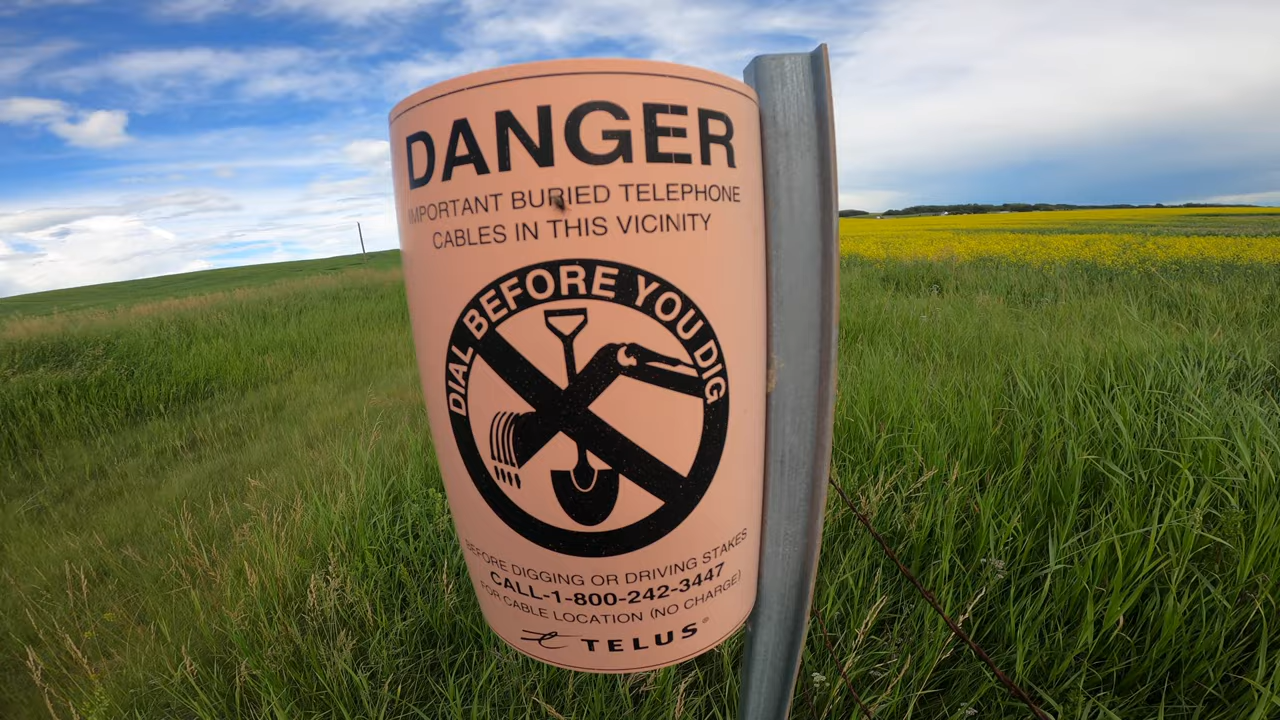 DANGER
IMPORTANT BURIED TELEPHONE
CABLES IN THIS VICINITY
DIAL BEFORE YOU DIG
BEFORE DIGGING OR DRIVING STAKES
CALL-1-800-242-3447
FOR CABLE LOCATION (NO CHARGE)
TELUS®